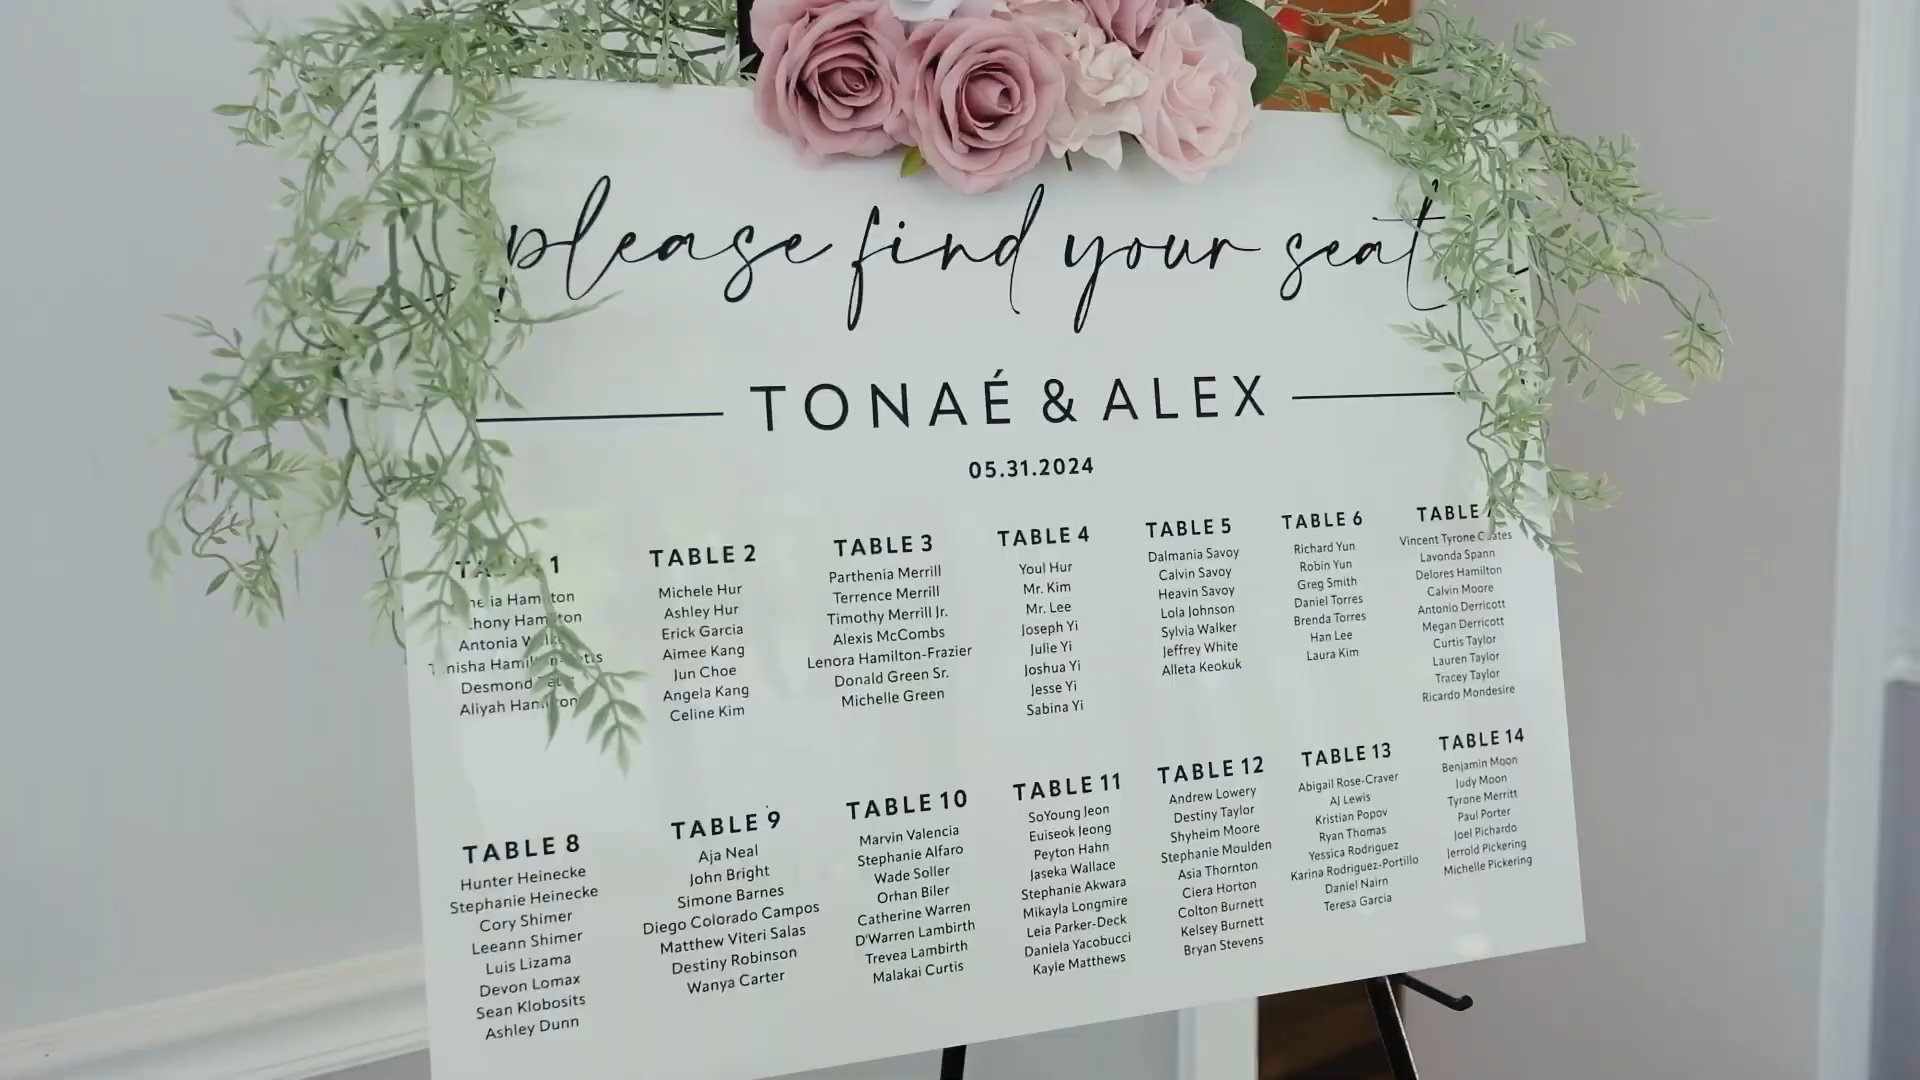 please find your seat
TONAÉ & ALEX
05.31.2024
1
Antonia
Desmond
Aliyah Hamilton
TABLE 2
Michele Hur
Ashley Hur
Erick Garcia
Aimee Kang
Jun Choe
Angela Kang
Celine Kim
TABLE 3
Parthenia Merrill
Terrence Merrill
Timothy Merrill Jr.
Alexis McCombs
Lenora Hamilton-Frazier
Donald Green Sr.
Michelle Green
TABLE 4
Youl Hur
Mr. Kim
Mr. Lee
Joseph Yi
Julie Yi
Joshua Yi
Jesse Yi
Sabina Yi
TABLE 5
Dalmania Savoy
Calvin Savoy
Heavin Savoy
Lola Johnson
Sylvia Walker
Jeffrey White
Alleta Keokuk
TABLE 6
Richard Yun
Robin Yun
Greg Smith
Daniel Torres
Brenda Torres
Han Lee
Laura Kim
TABLE
Vincent Tyrone
Lavonda Spann
Delores Hamilton
Calvin Moore
Antonio Derricott
Megan Derricott
Curtis Taylor
Lauren Taylor
Tracey Taylor
Ricardo Mondesire
TABLE 8
Hunter Heinecke
Stephanie Heinecke
Cory Shimer
Leeann Shimer
Luis Lizama
Devon Lomax
Sean Klobosits
Ashley Dunn
TABLE 9
Aja Neal
John Bright
Simone Barnes
Diego Colorado Campos
Matthew Viteri Salas
Destiny Robinson
Wanya Carter
TABLE 10
Marvin Valencia
Stephanie Alfaro
Wade Soller
Orhan Biler
Catherine Warren
D'Warren Lambirth
Trevea Lambirth
Malakai Curtis
TABLE 11
SoYoung Jeon
Euiseok Jeong
Peyton Hahn
Jaseka Wallace
Stephanie Akwara
Mikayla Longmire
Leia Parker-Deck
Daniela Yacobucci
Kayle Matthews
TABLE 12
Andrew Lowery
Destiny Taylor
Shyheim Moore
Stephanie Moulden
Asia Thornton
Ciera Horton
Colton Burnett
Kelsey Burnett
Bryan Stevens
TABLE 13
Abigail Rose-Craver
AJ Lewis
Kristian Popov
Ryan Thomas
Yessica Rodriguez
Karina Rodriguez-Portillo
Daniel Nairn
Teresa Garcia
TABLE 14
Benjamin Moon
Judy Moon
Tyrone Merritt
Paul Porter
Joel Pichardo
Jerrold Pickering
Michelle Pickering